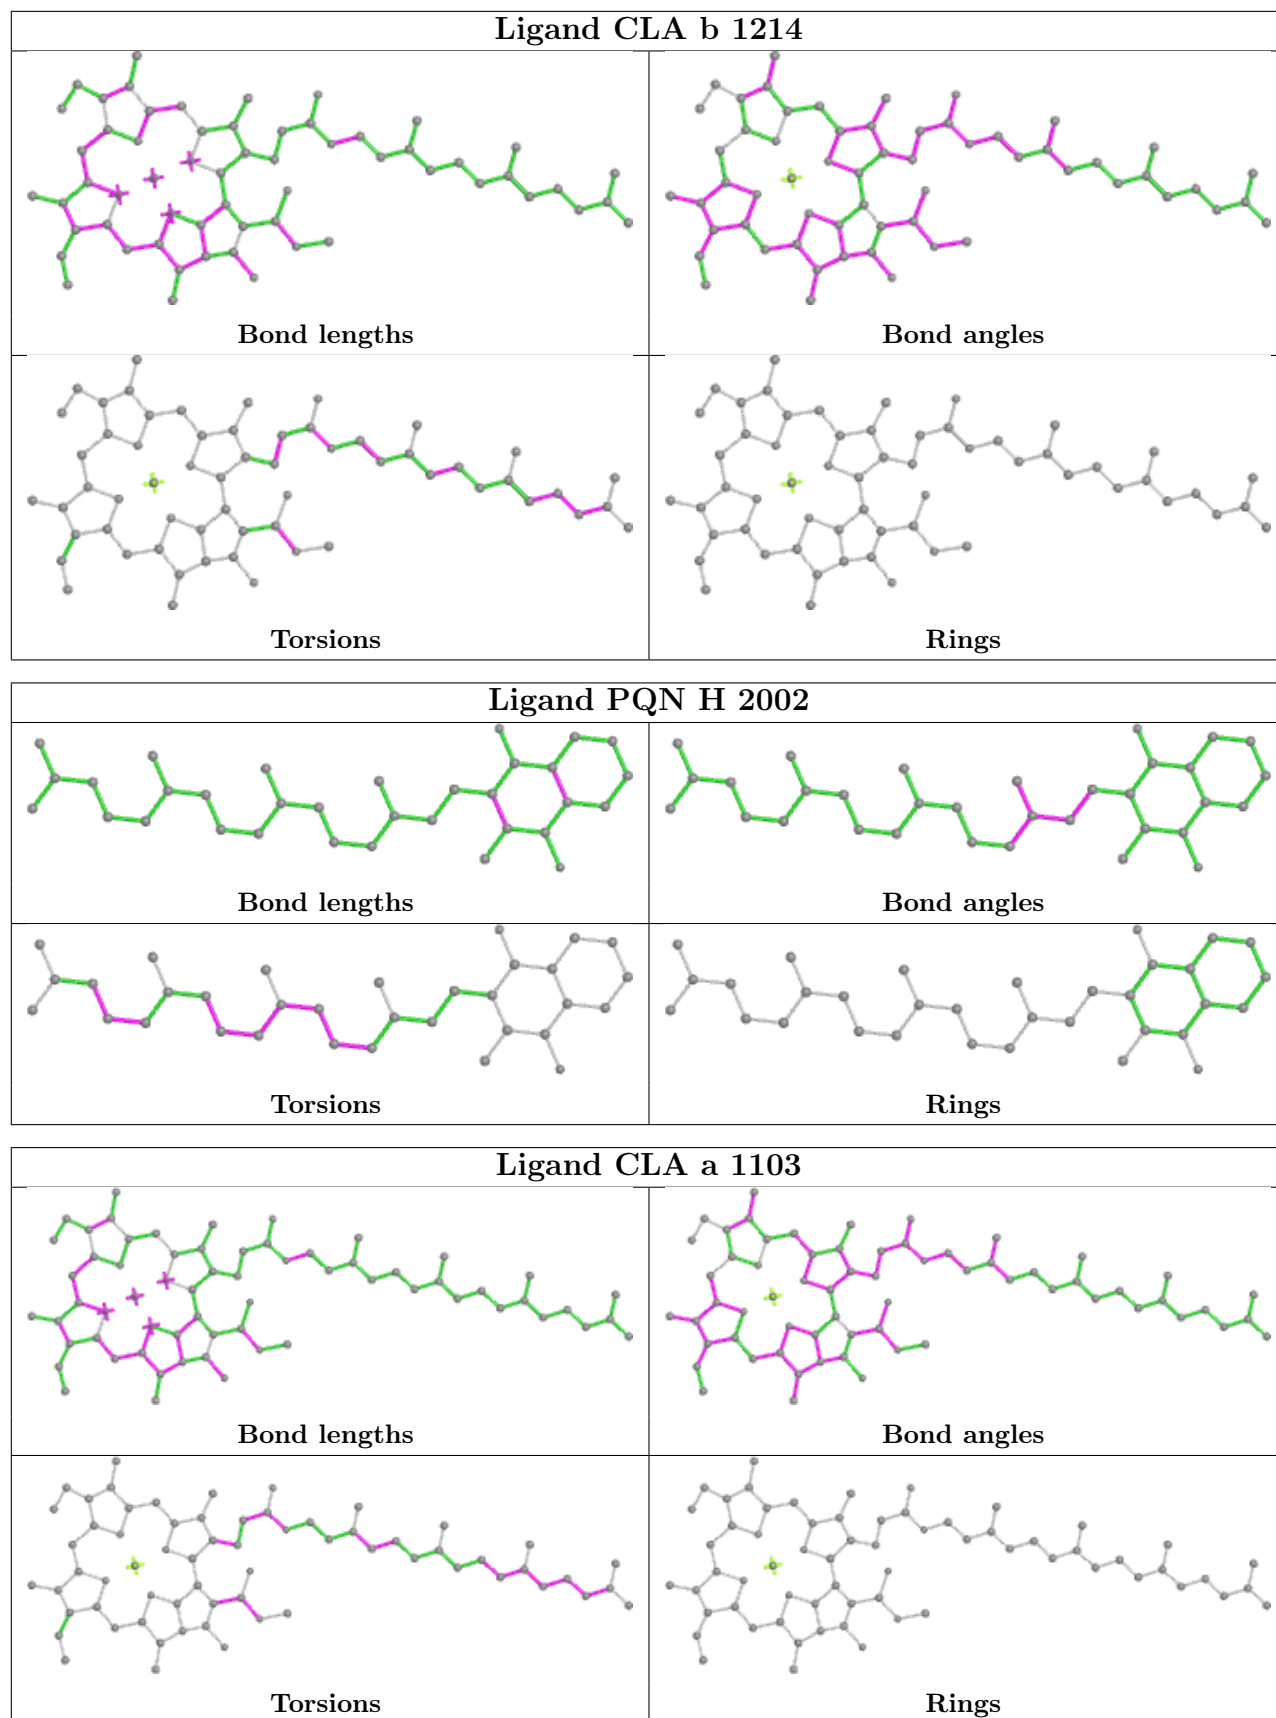 Ligand CLA b 1214
Bond lengths
Bond angles
Torsions
Rings
Ligand PQN H 2002
Bond lengths
Bond angles
Torsions
Rings
Ligand CLA a 1103
Bond lengths
Bond angles
Torsions
Rings